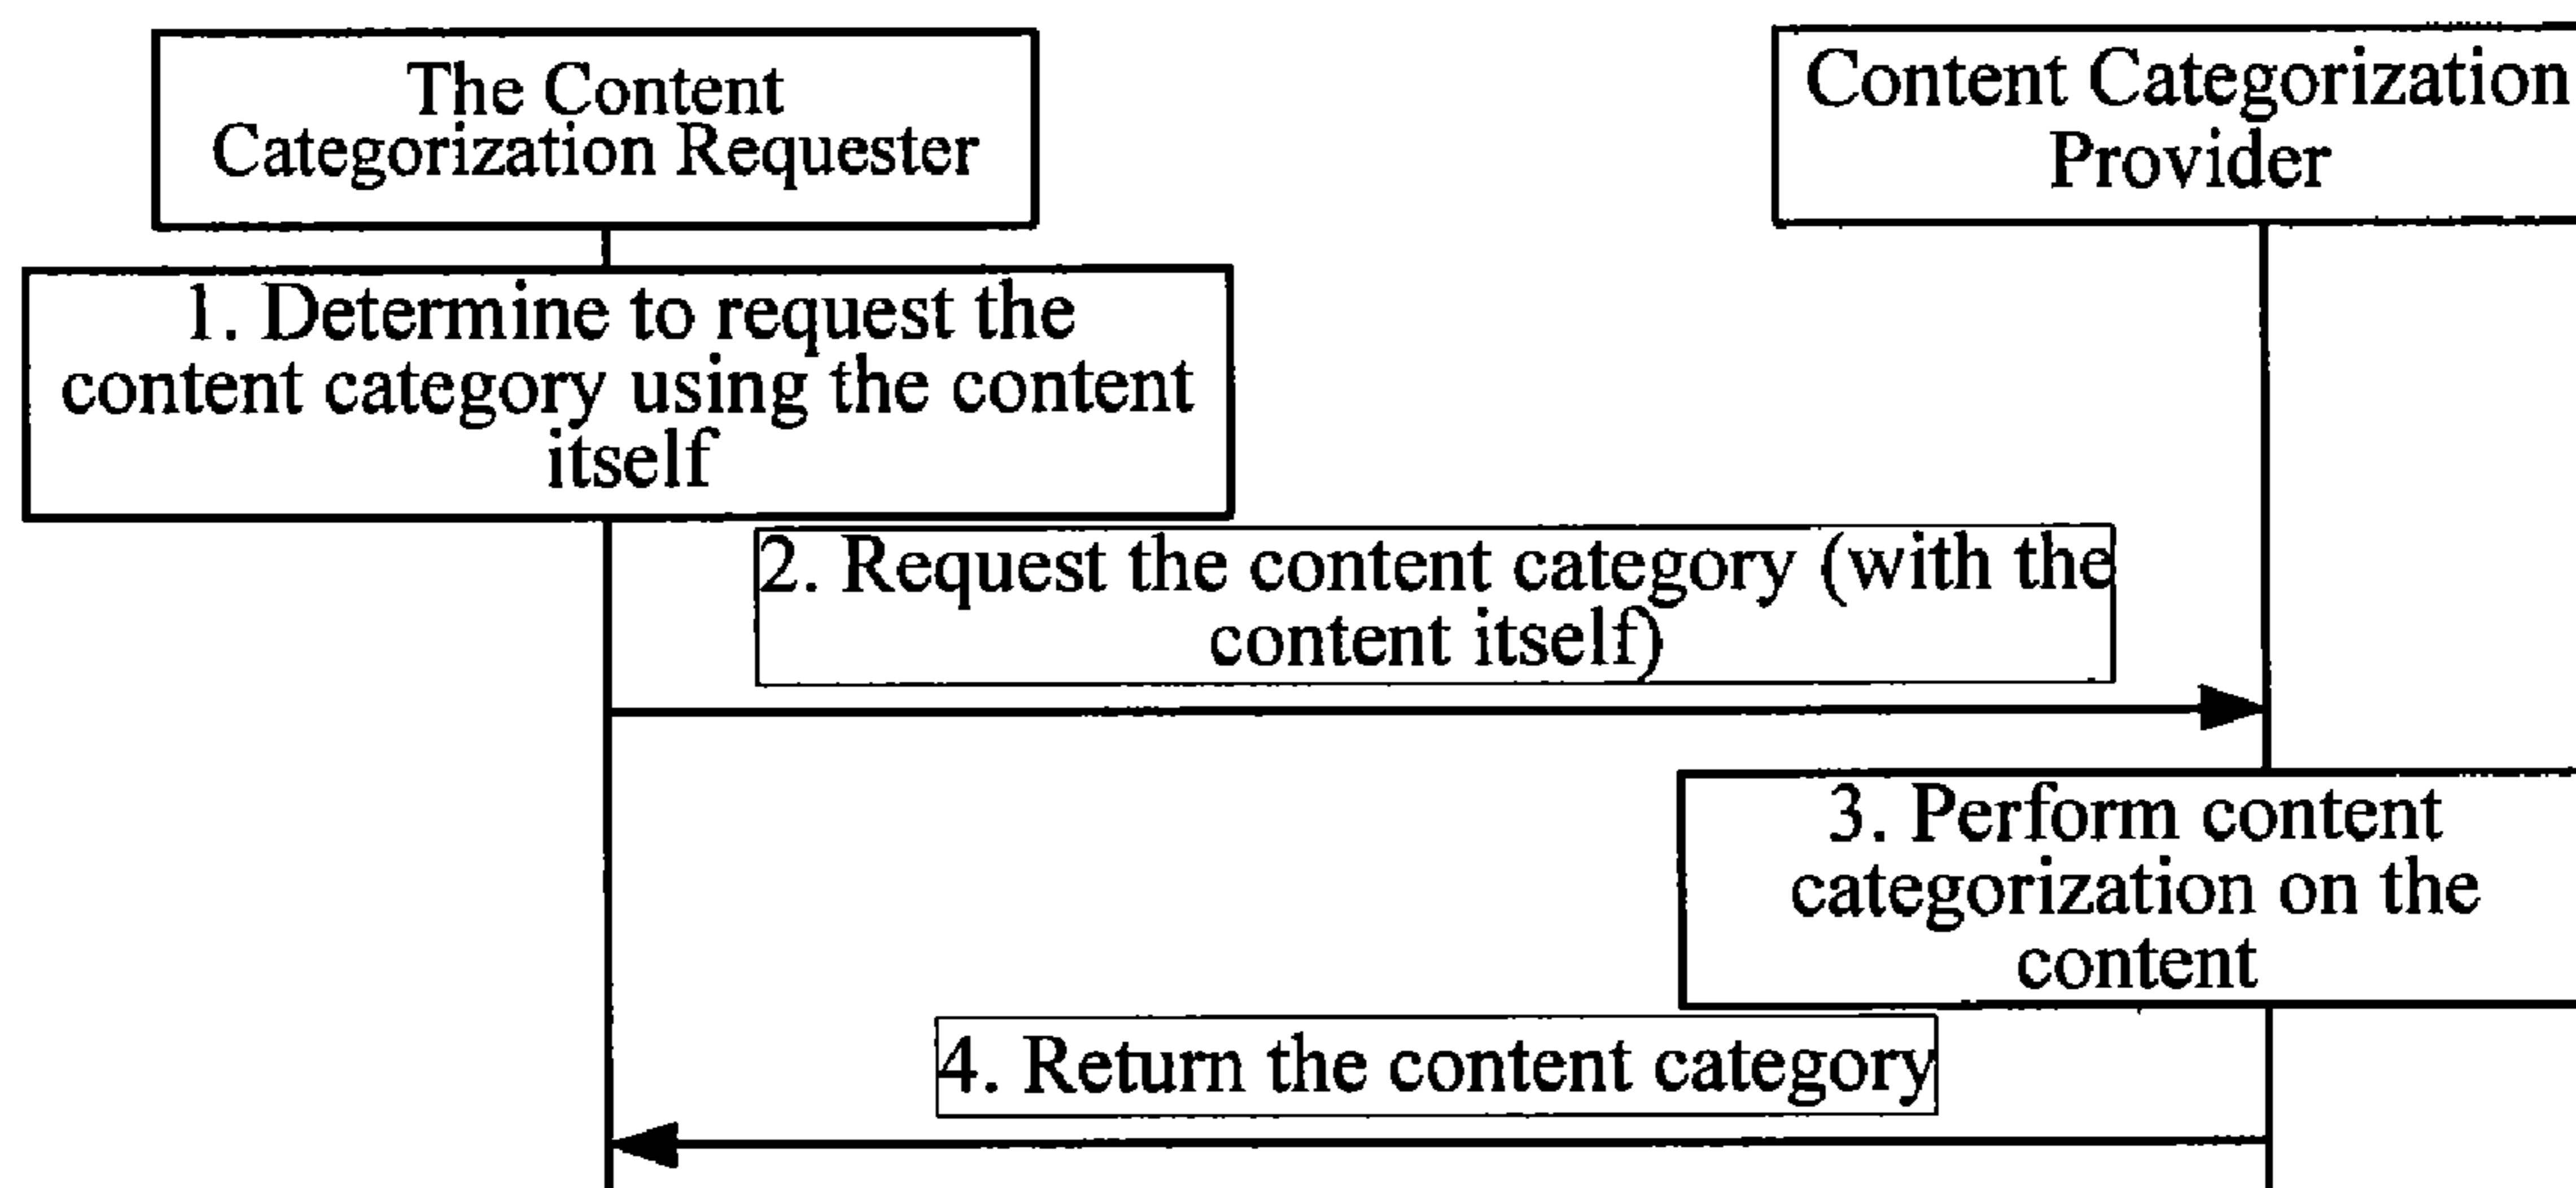 The Content
Categorization Requester
Content Categorization
Provider
1. Determine to request the
content category using the content
itself
2. Request the content category (with the
content itself)
3. Perform content
categorization on the
content
4. Return the content category